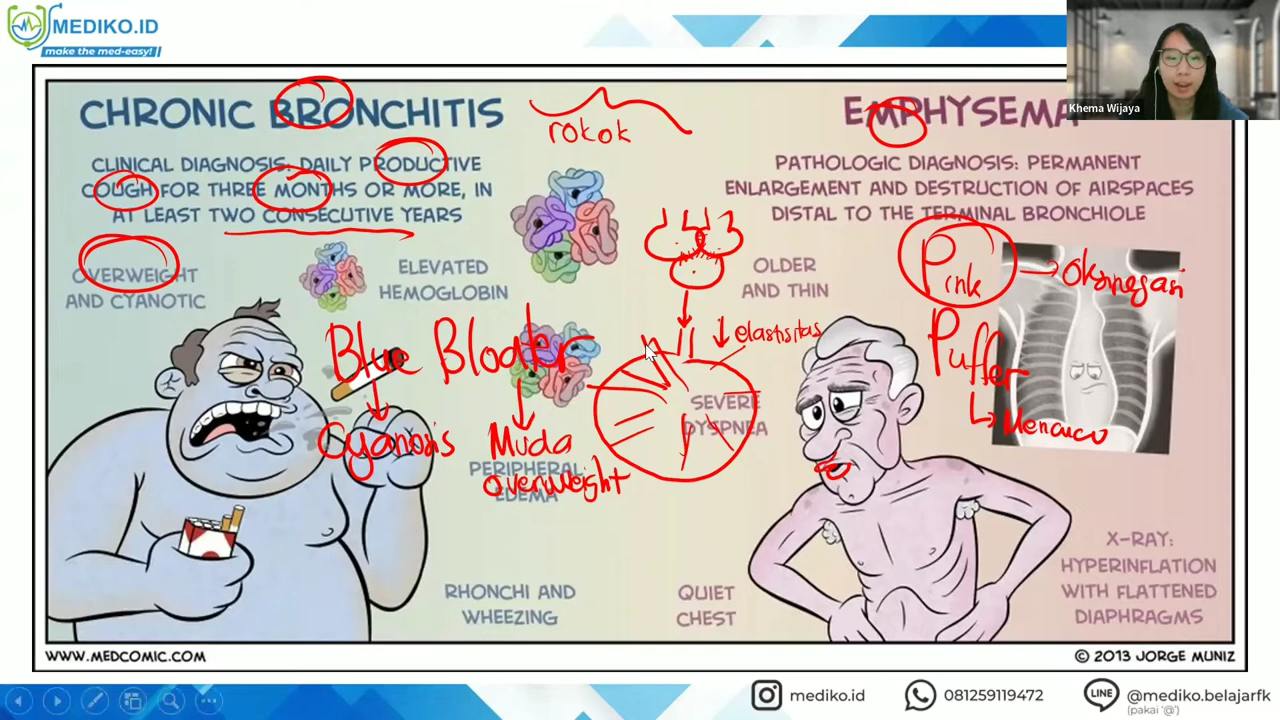 MEDIKO.ID
make the med-easy!
Khema Wijaya
CHRONIC BRONCHITIS
rokok
EMPHYSEMA
CLINICAL DIAGNOSIS: DAILY PRODUCTIVE
COUGH FOR THREE MONTHS OR MORE, IN
AT LEAST TWO CONSECUTIVE YEARS
PATHOLOGIC DIAGNOSIS: PERMANENT
ENLARGEMENT AND DESTRUCTION OF AIRSPACES
DISTAL TO THE TERMINAL BRONCHIOLE
OVERWEIGHT
AND CYANOTIC
ELEVATED
HEMOGLOBIN
OLDER
AND THIN
Pink
Blue Bloater
↓ elastisitas
Puffer
SEVERE
DYSPNEA
Cyanosis
Muda
overweight
PERIPHERAL
EDEMA
RHONCHI AND
WHEEZING
QUIET
CHEST
X-RAY:
HYPERINFLATION
WITH FLATTENED
DIAPHRAGMS
WWW.MEDCOMIC.COM
© 2013 JORGE MUNIZ
mediko.id
081259119472
LINE
@mediko.belajarfk
(pakai '@')